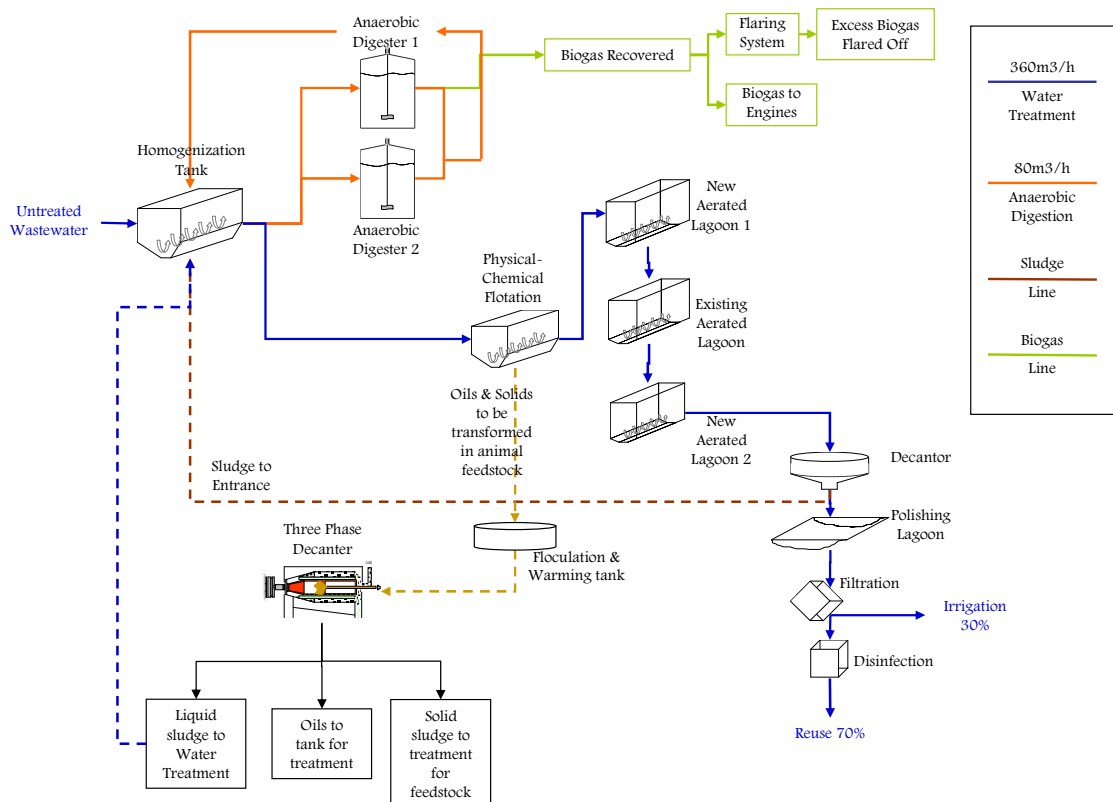 Anaerobic
Digester 1
Flaring
System
Excess Biogas
Flared Off
Biogas Recovered
Biogas to
Engines
360m3/h
Water
Treatment
80m3/h
Anaerobic
Digestion
Sludge
Line
Biogas
Line
Homogenization
Tank
Untreated
Wastewater
Anaerobic
Digester 2
New
Aerated
Lagoon 1
Physical-
Chemical
Flotation
Existing
Aerated
Lagoon
Oils & Solids
to be
transformed
in animal
feedstock
New
Aerated
Lagoon 2
Decantor
Sludge to
Entrance
Polishing
Lagoon
Three Phase
Decanter
Floculation &
Warming tank
Filtration
Irrigation
30%
Disinfection
Reuse 70%
Liquid
sludge to
Water
Treatment
Oils to
tank for
treatment
Solid
sludge to
treatment
for
feedstock